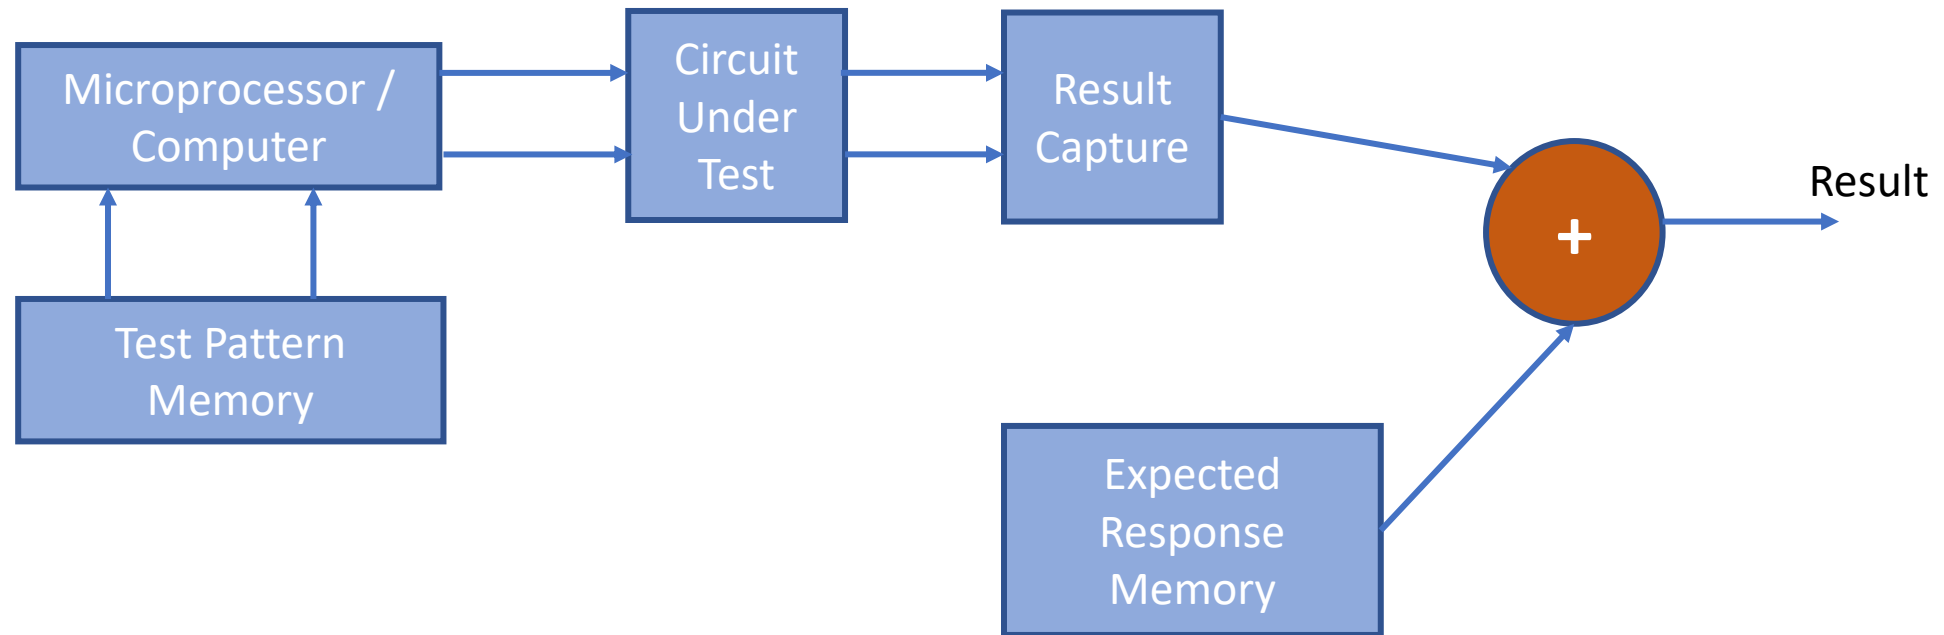 Microprocessor /
Computer
Circuit
Under
Test
Result
Capture
+
Result
Test Pattern
Memory
Expected
Response
Memory